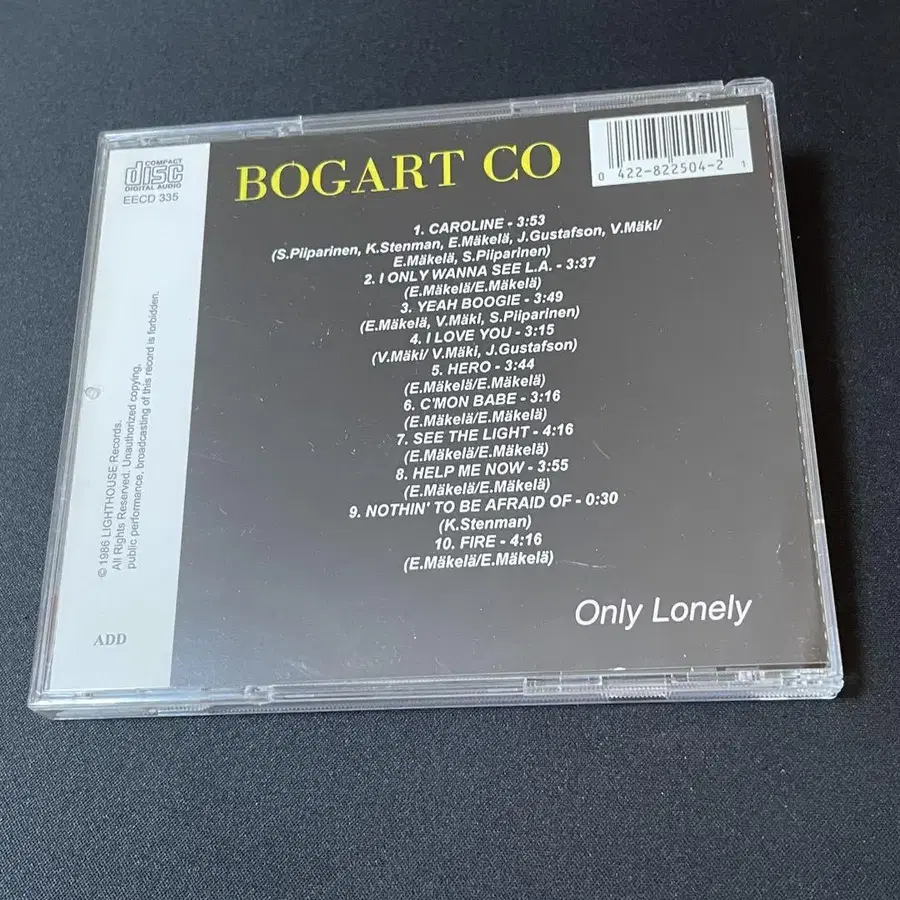 COMPACT
disc
DIGITAL AUDIO
EECD 335
BOGART CO
0 422-822504-2 1
1. CAROLINE - 3:53
(S.Piiparinen, K.Stenman, E.Mäkelä, J.Gustafson, V.Mäki/
E.Mäkelä, S.Piiparinen)
2. I ONLY WANNA SEE L.A. - 3:37
(E.Mäkelä/E.Mäkelä)
3. YEAH BOOGIE - 3:49
(E.Mäkelä, V.Mäki, S.Piiparinen)
4. I LOVE YOU - 3:15
(V.Mäki/ V.Mäki, J.Gustafson)
5. HERO - 3:44
(E.Mäkelä/E.Mäkelä)
6. C'MON BABE - 3:16
(E.Mäkelä/E.Mäkelä)
7. SEE THE LIGHT - 4:16
(E.Mäkelä/E.Mäkelä)
8. HELP ME NOW - 3:55
(E.Mäkelä/E.Mäkelä)
9. NOTHIN' TO BE AFRAID OF - 0:30
(K.Stenman)
10. FIRE - 4:16
(E.Mäkelä/E.Mäkelä)
Only Lonely
© 1986 LIGHTHOUSE Records.
All Rights Reserved. Unauthorized copying,
public performance, broadcasting of this record is forbidden.
ADD